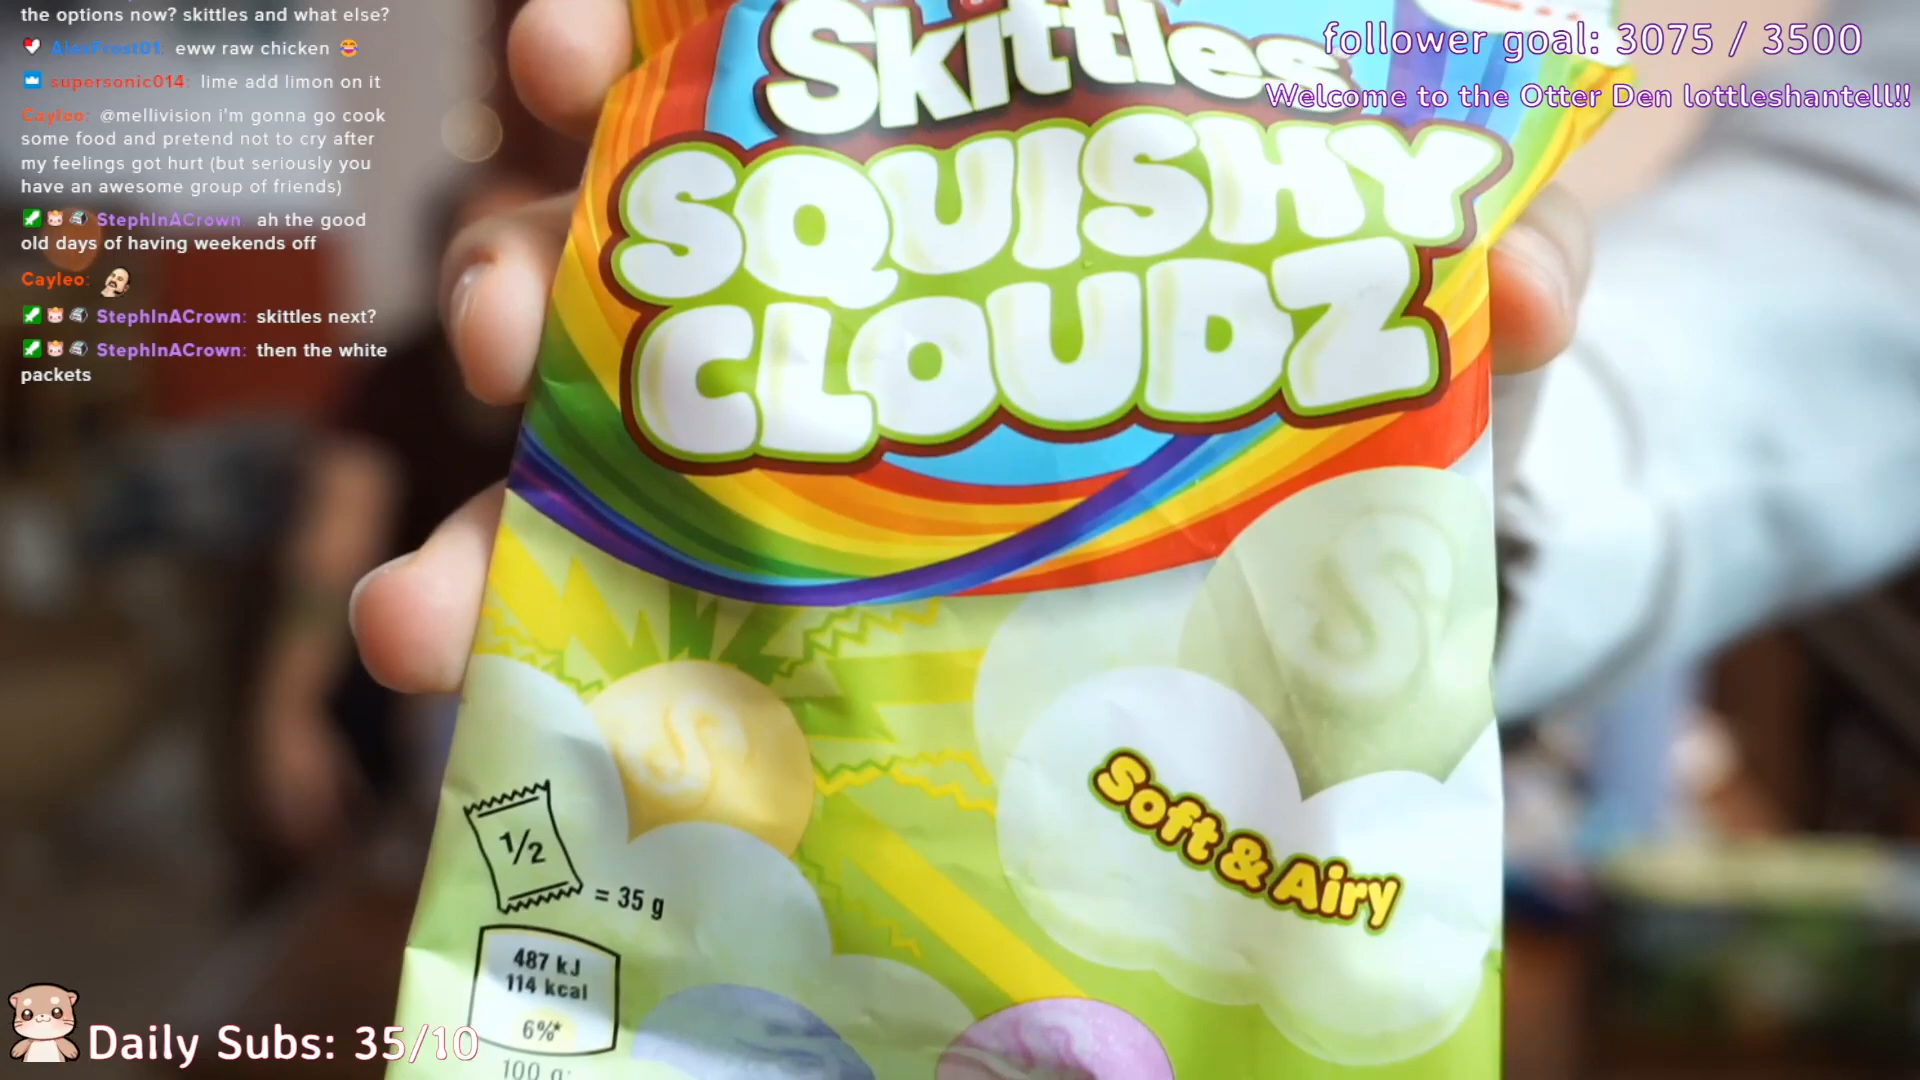 the options now? skittles and what else?
AlexFrost01: eww raw chicken
supersonic014: lime add limon on it
Cayleo: @mellivision i'm gonna go cook
some food and pretend not to cry after
my feelings got hurt (but seriously you
have an awesome group of friends)
StephInACrown: ah the good
old days of having weekends off
Cayleo:
StephInACrown: skittles next?
StephInACrown: then the white
packets
follower goal: 3075 / 3500
Welcome to the Otter Den lottleshantell!!
Skittles
SQUISHY
CLOUDZ
S
S
Soft & Airy
1/2
= 35 g
487 kJ
114 kcal
6%*
100 g:
Daily Subs: 35/10